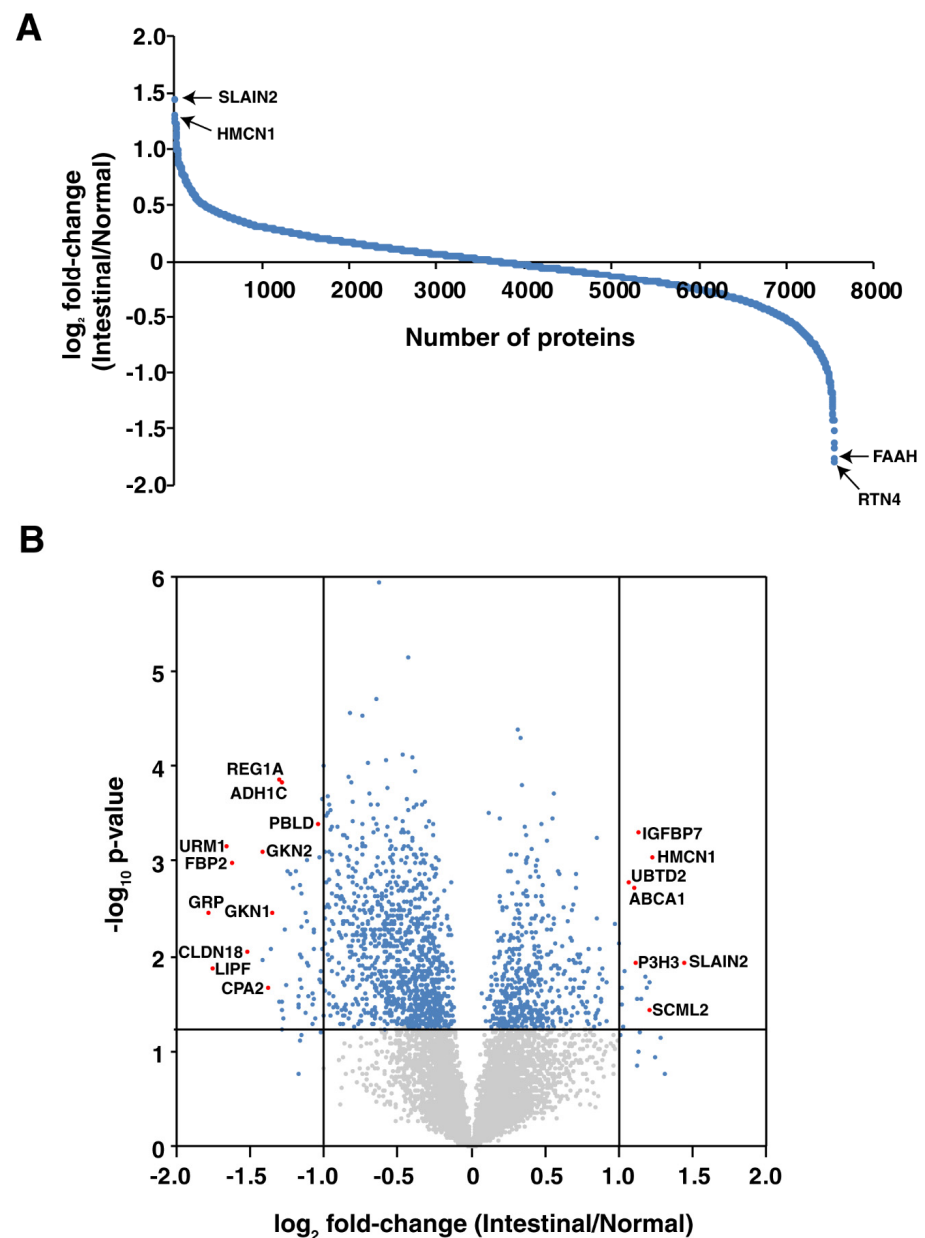 A
2.0
1.5
SLAIN2
HMCN1
1.0
0.5
0
1000 2000 3000 4000 5000 6000 7000 8000
-0.5
-1.0
-1.5
-2.0
log2 fold-change
(Intestinal/Normal)
Number of proteins
FAAH
RTN4
B
6
5
4
3
2
1
0
-log10 p-value
REG1A
ADH1C
PBLD
URM1
GKN2
FBP2
GRP
GKN1
CLDN18
LIPF
CPA2
IGFBP7
HMCN1
UBTD2
ABCA1
P3H3
SLAIN2
SCML2
-2.0 -1.5 -1.0 -0.5 0 0.5 1.0 1.5 2.0
log2 fold-change (Intestinal/Normal)